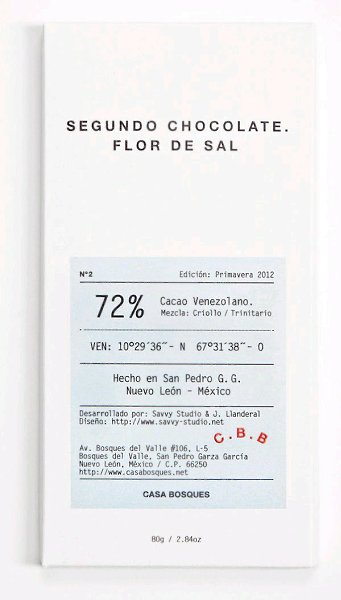 SEGUNDO CHOCOLATE.
FLOR DE SAL
N°2 Edición: Primavera 2012
72% Cacao Venezolano.
Mezcla: Criollo / Trinitario
VEN: 10º29´36˝- N 67º31´38˝- O
Hecho en San Pedro G.G.
Nuevo León - México
Desarrollado por: Savvy Studio & J. Llanderal
Diseño: http://www.savvy-studio.net
C.B.B
Av. Bosques del Valle #106, L-5
Bosques del Valle, San Pedro Garza García
Nuevo León, México / C.P. 66250
http://www.casabosques.net
CASA BOSQUES
80g / 2.84oz